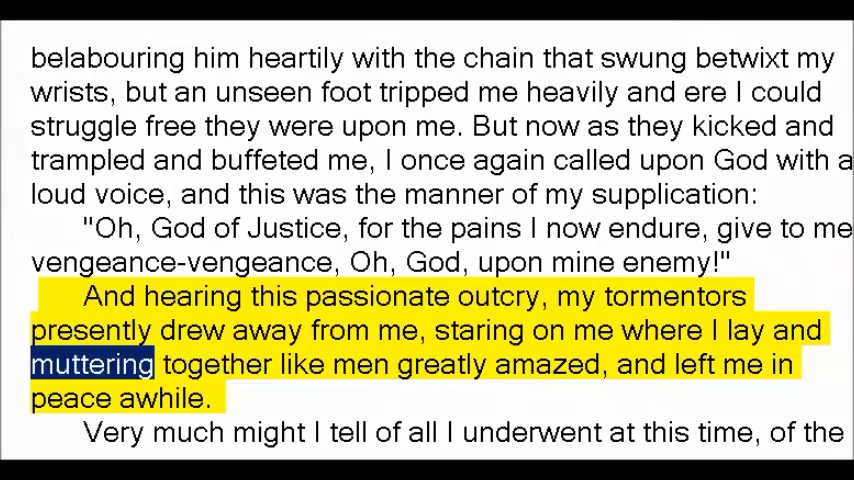 belabouring him heartily with the chain that swung betwixt my
wrists, but an unseen foot tripped me heavily and ere I could
struggle free they were upon me. But now as they kicked and
trampled and buffeted me, I once again called upon God with a
loud voice, and this was the manner of my supplication:
"Oh, God of Justice, for the pains I now endure, give to me
vengeance-vengeance, Oh, God, upon mine enemy!"
And hearing this passionate outcry, my tormentors
presently drew away from me, staring on me where I lay and
muttering together like men greatly amazed, and left me in
peace awhile.
Very much might I tell of all I underwent at this time, of the